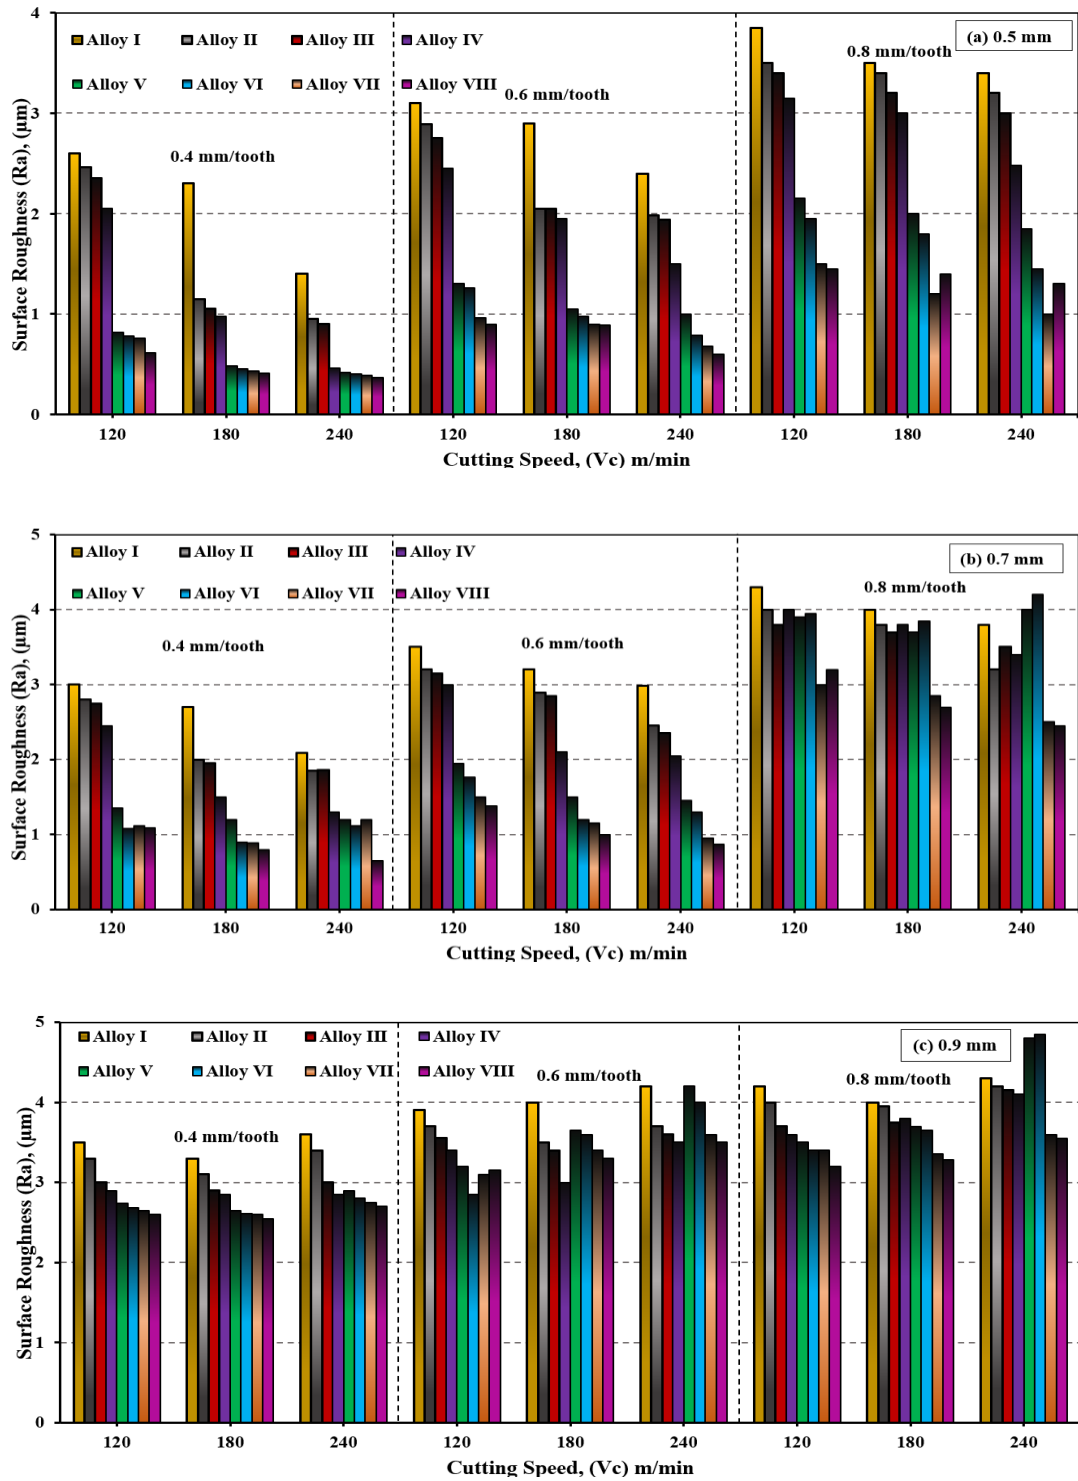 Alloy I Alloy II Alloy III Alloy IV
Alloy V Alloy VI Alloy VII Alloy VIII
(a) 0.5 mm
0.4 mm/tooth
0.6 mm/tooth
0.8 mm/tooth
Surface Roughness (Ra), (μm)
4
3
2
1
0
120 180 240 120 180 240 120 180 240
Cutting Speed, (Vc) m/min
Alloy I Alloy II Alloy III Alloy IV
Alloy V Alloy VI Alloy VII Alloy VIII
(b) 0.7 mm
0.4 mm/tooth
0.6 mm/tooth
0.8 mm/tooth
Surface Roughness (Ra), (μm)
5
4
3
2
1
0
120 180 240 120 180 240 120 180 240
Cutting Speed, (Vc) m/min
Alloy I Alloy II Alloy III Alloy IV
Alloy V Alloy VI Alloy VII Alloy VIII
(c) 0.9 mm
0.4 mm/tooth
0.6 mm/tooth
0.8 mm/tooth
Surface Roughness (Ra), (μm)
5
4
3
2
1
0
120 180 240 120 180 240 120 180 240
Cutting Speed, (Vc) m/min